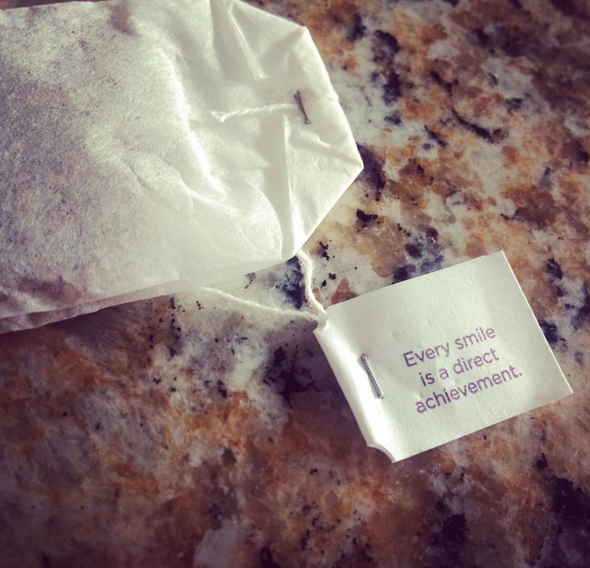 Every smile
is a direct
achievement.